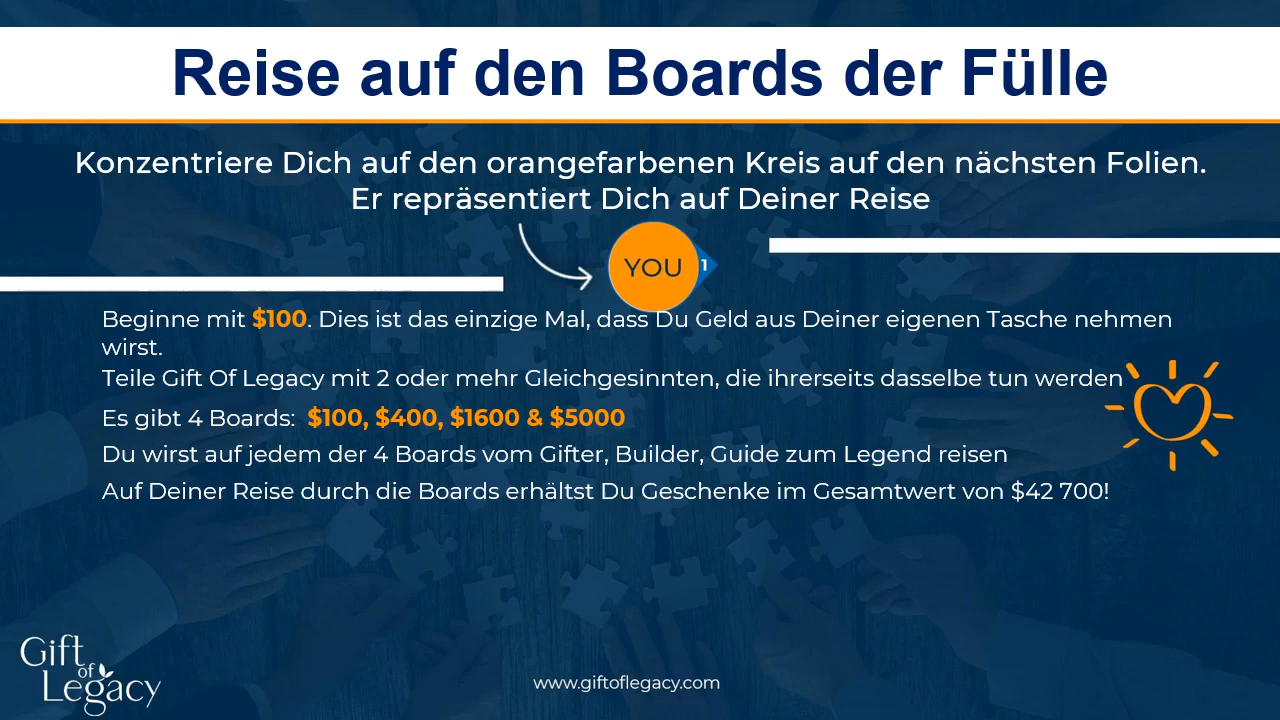 Reise auf den Boards der Fülle
Konzentriere Dich auf den orangefarbenen Kreis auf den nächsten Folien.
Er repräsentiert Dich auf Deiner Reise
YOU 1
Beginne mit $100. Dies ist das einzige Mal, dass Du Geld aus Deiner eigenen Tasche nehmen
wirst.
Teile Gift Of Legacy mit 2 oder mehr Gleichgesinnten, die ihrerseits dasselbe tun werden
Es gibt 4 Boards: $100, $400, $1600 & $5000
Du wirst auf jedem der 4 Boards vom Gifter, Builder, Guide zum Legend reisen
Auf Deiner Reise durch die Boards erhältst Du Geschenke im Gesamtwert von $42 700!
Gift
of
Legacy
www.giftoflegacy.com